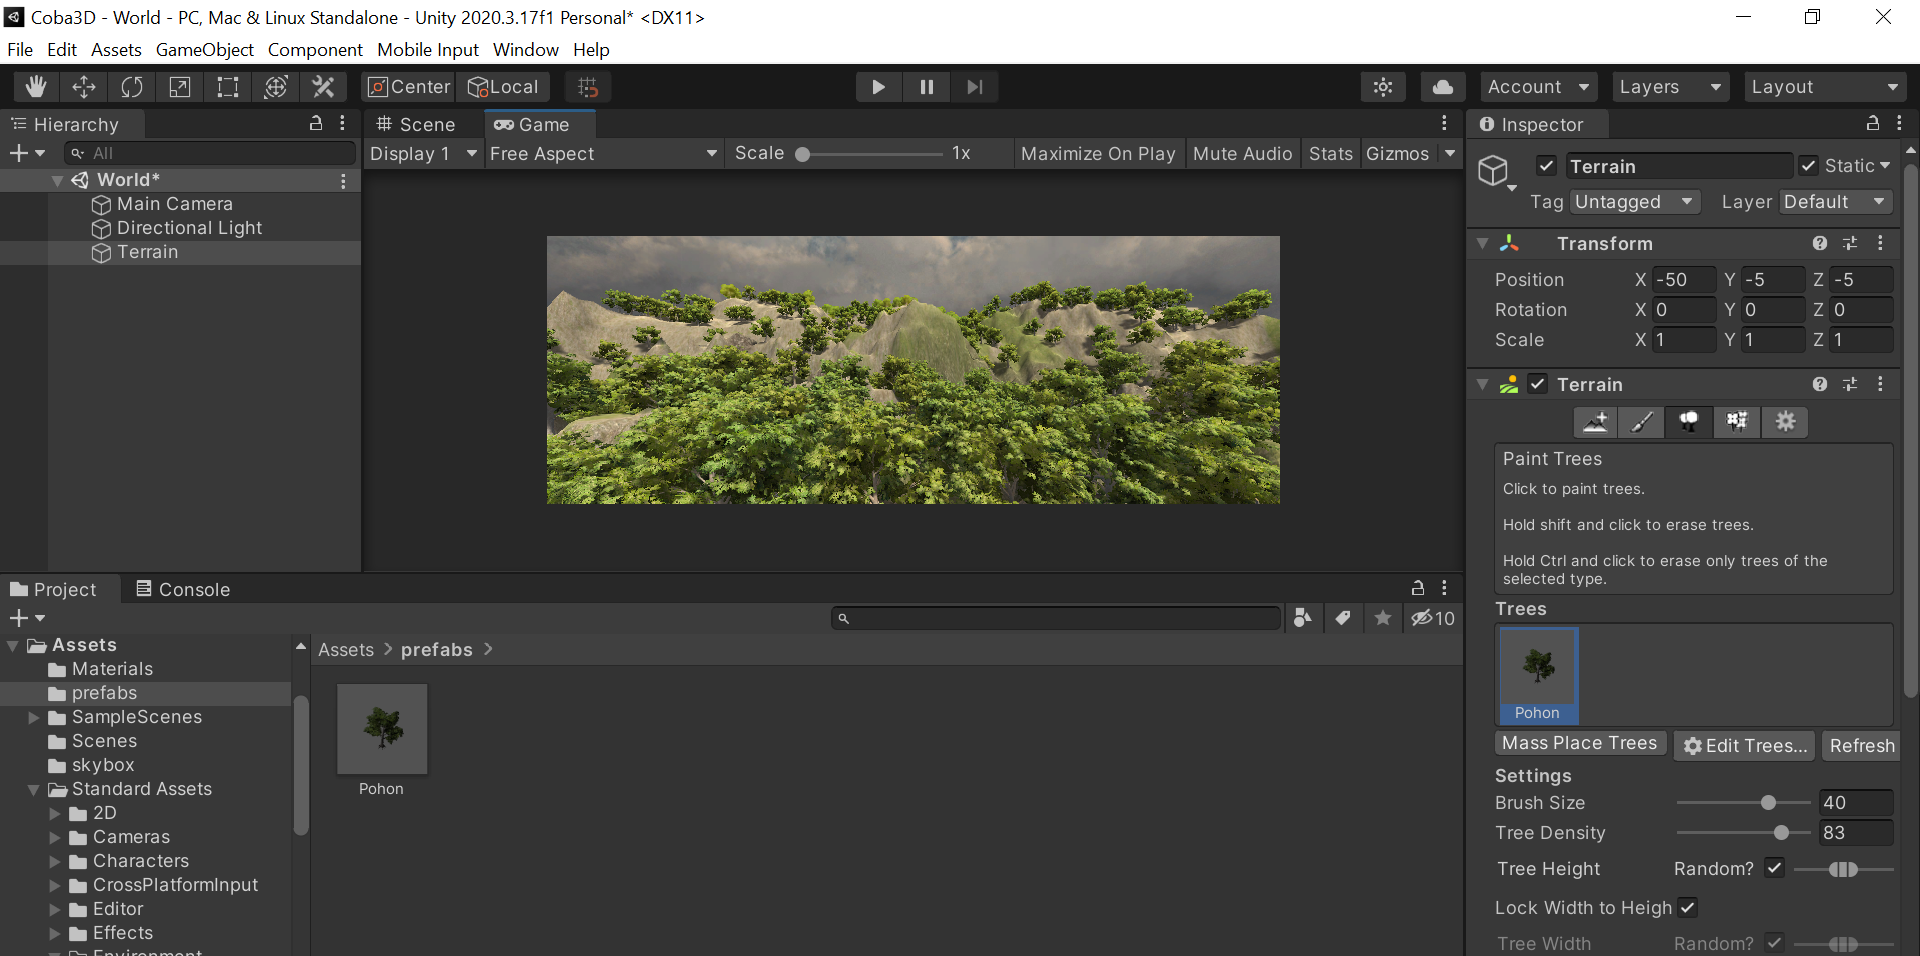 Coba3D - World - PC, Mac & Linux Standalone - Unity 2020.3.17f1 Personal* <DX11>
File Edit Assets GameObject Component Mobile Input Window Help
Center Local Account Layers Layout
Hierarchy
All
World*
Main Camera
Directional Light
Terrain
Scene Game
Display 1 Free Aspect Scale 1x Maximize On Play Mute Audio Stats Gizmos
Inspector
Terrain Static
Tag Untagged Layer Default
Transform
Position X -50 Y -5 Z -5
Rotation X 0 Y 0 Z 0
Scale X 1 Y 1 Z 1
Terrain
Paint Trees
Click to paint trees.
Hold shift and click to erase trees.
Hold Ctrl and click to erase only trees of the
selected type.
Trees
Pohon
Mass Place Trees Edit Trees... Refresh
Settings
Brush Size 40
Tree Density 83
Tree Height Random?
Lock Width to Heigh
Tree Width Random?
Project Console
10
Assets
Materials
prefabs
SampleScenes
Scenes
skybox
Standard Assets
2D
Cameras
Characters
CrossPlatformInput
Editor
Effects
Environment
Assets > prefabs >
Pohon